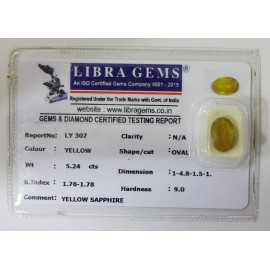 LIBRA GEMS
An ISO Certified Gems Company 9001 - 2015
Registered Under the Trade Marks with Govt. of India
website : www.libragems.co.in
GEMS & DIAMOND CERTIFIED TESTING REPORT
ReportNo: LY 307 Clarity : N/A
Colour : YELLOW Shape/cut : OVAL
Wt : 5.24 cts Dimension : 1-4.8-1.5-1.
R.Index : 1.76-1.78 Hardness : 9.0
Comment : YELLOW SAPPHIRE